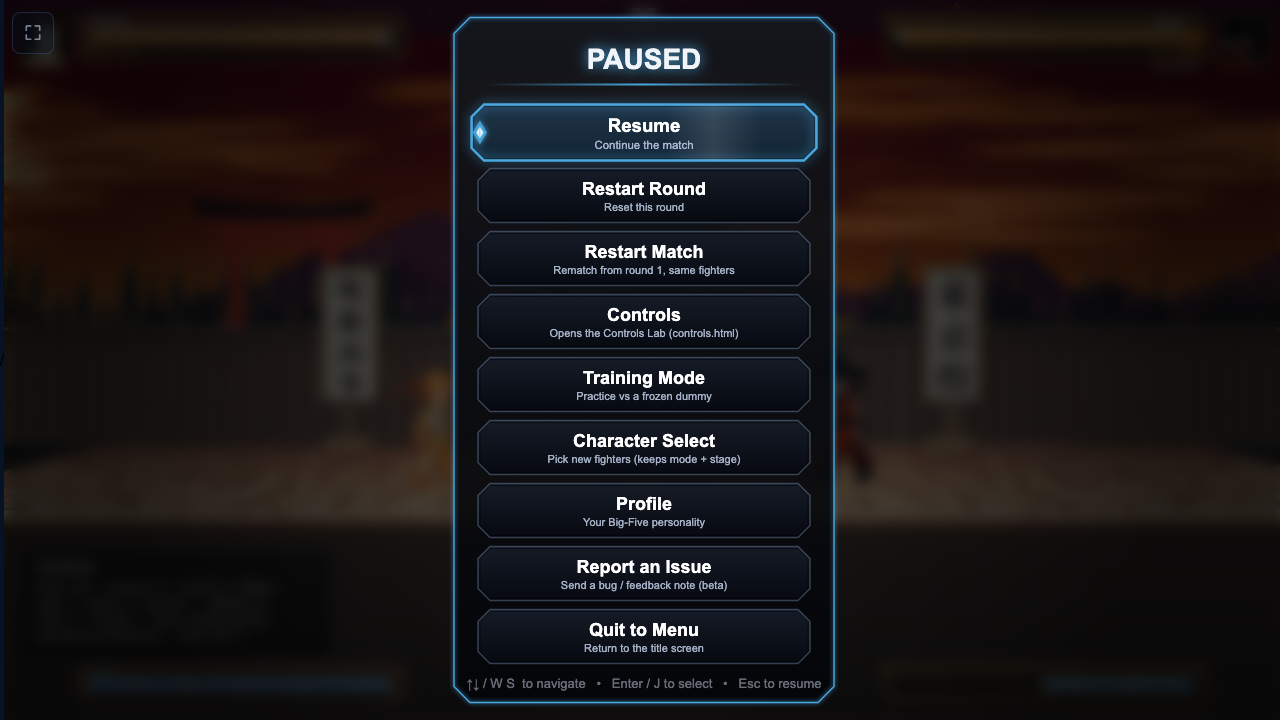 PAUSED
Resume
Continue the match
Restart Round
Reset this round
Restart Match
Rematch from round 1, same fighters
Controls
Opens the Controls Lab (controls.html)
Training Mode
Practice vs a frozen dummy
Character Select
Pick new fighters (keeps mode + stage)
Profile
Your Big-Five personality
Report an Issue
Send a bug / feedback note (beta)
Quit to Menu
Return to the title screen
↑↓ / W S to navigate • Enter / J to select • Esc to resume